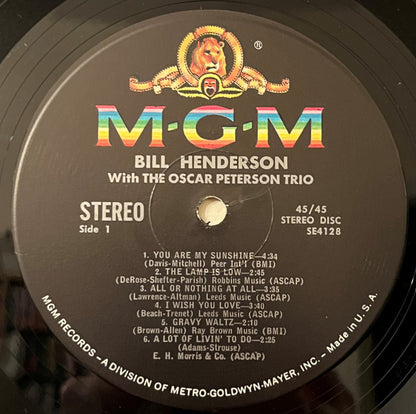 ®
M·G·M
BILL HENDERSON
With THE OSCAR PETERSON TRIO
STEREO
Side 1
45/45
STEREO DISC
SE4128
1. YOU ARE MY SUNSHINE—4:34
(Davis-Mitchell) Peer Int'l (BMI)
2. THE LAMP IS LOW—2:45
(DeRose-Shefter-Parish) Robbins Music (ASCAP)
3. ALL OR NOTHING AT ALL—3:35
(Lawrence-Altman) Leeds Music (ASCAP)
4. I WISH YOU LOVE—
(Beach-Trenet) Leeds Music (ASCAP)
5. GRAVY WALTZ—2:10
(Brown-Allen) Ray Brown Music (BMI)
6. A LOT OF LIVIN' TO DO—2:25
(Adams-Strouse)
E. H. Morris & Co. (ASCAP)
MGM RECORDS—A DIVISION OF METRO-GOLDWYN-MAYER, INC.—Made in U.S.A.